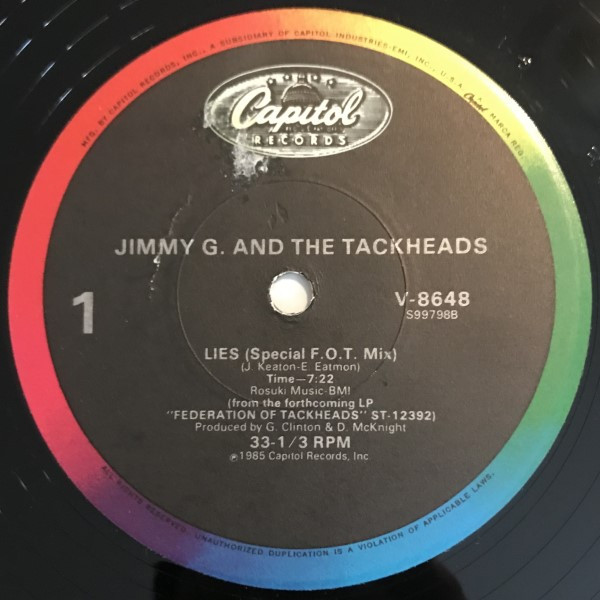 MFG. BY CAPITOL RECORDS, INC., A SUBSIDIARY OF CAPITOL INDUSTRIES-EMI, INC., U.S.A. Capitol MARCA REG.
Capitol
RECORDS
JIMMY G. AND THE TACKHEADS
1
V-8648
S99798B
LIES (Special F.O.T. Mix)
(J. Keaton-E. Eatmon)
Time—7:22
Rosuki Music-BMI
(from the forthcoming LP
"FEDERATION OF TACKHEADS" ST-12392)
Produced by G. Clinton & D. McKnight
33-1/3 RPM
℗1985 Capitol Records, Inc.
ALL RIGHTS RESERVED. UNAUTHORIZED DUPLICATION IS A VIOLATION OF APPLICABLE LAWS.